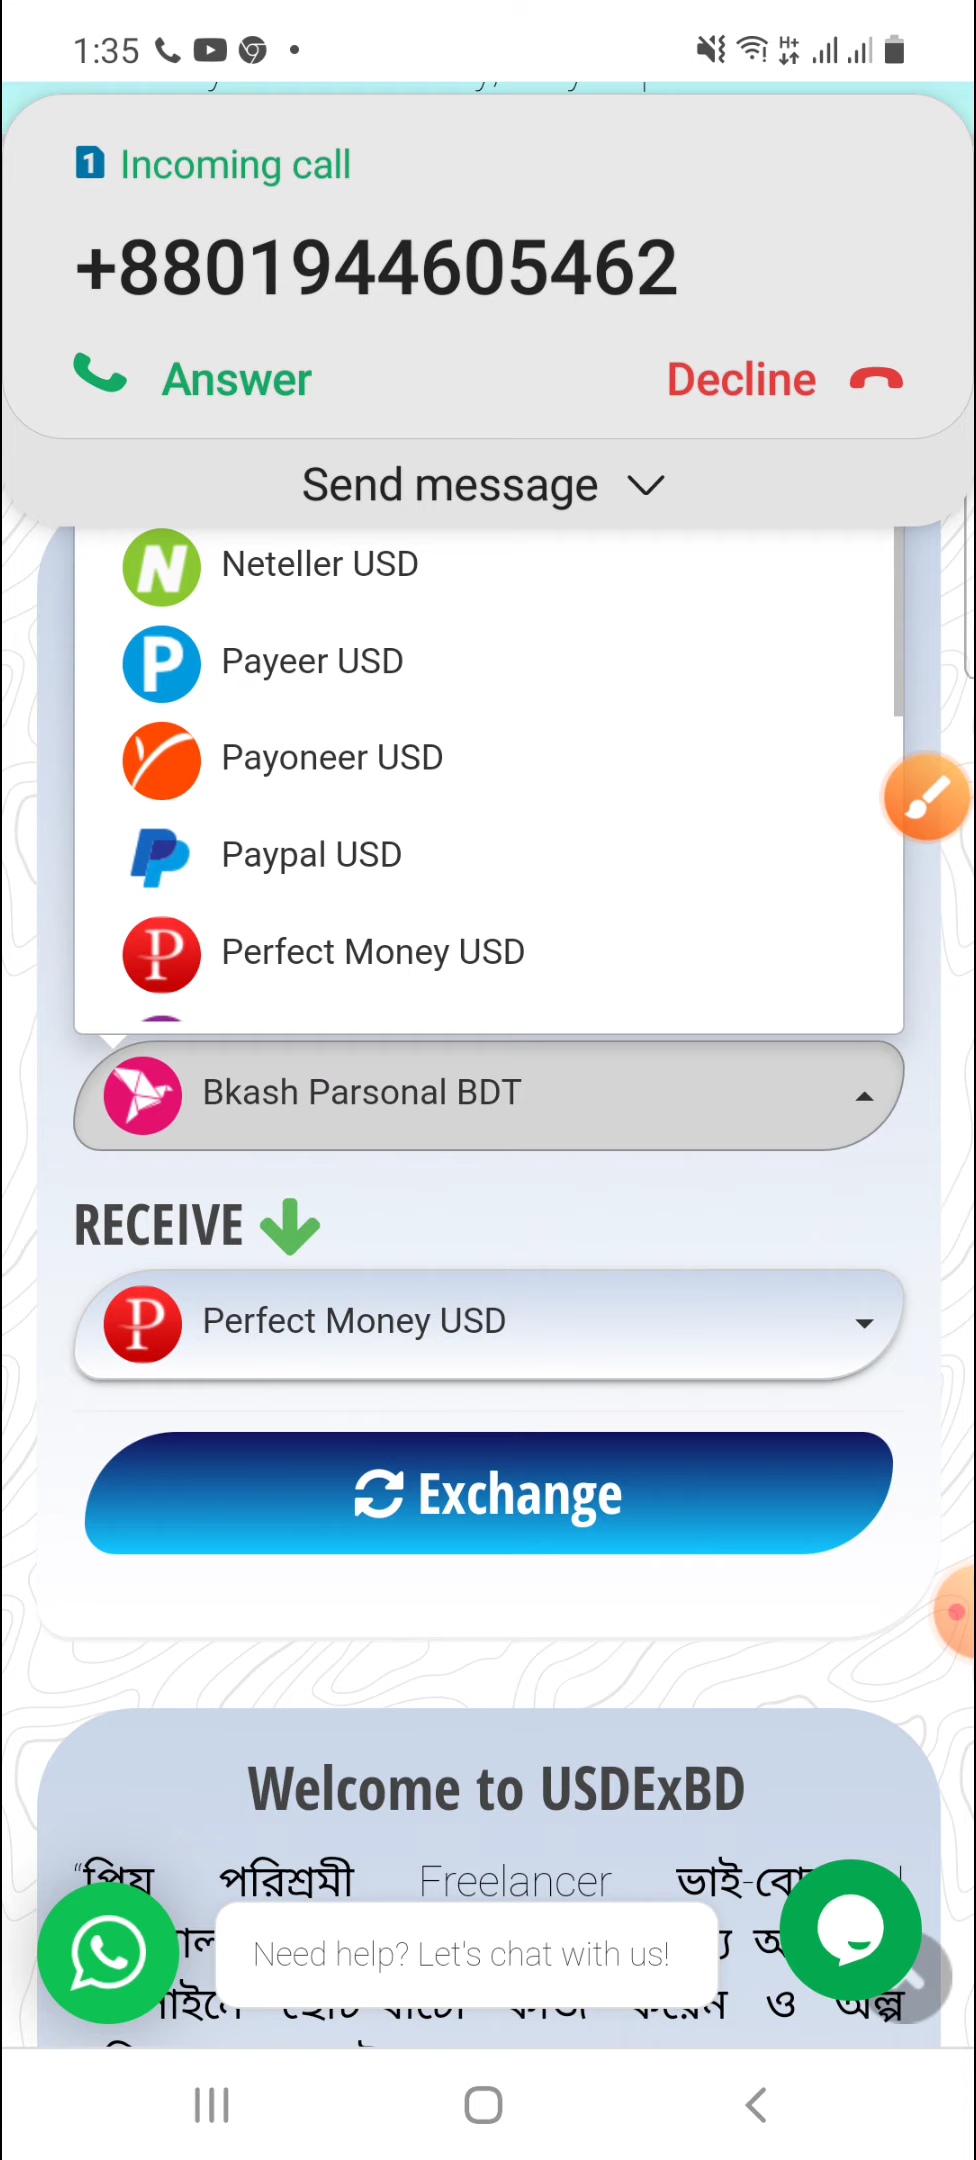 1:35
Incoming call
+8801944605462
Answer Decline
Send message
Neteller USD
Payeer USD
Payoneer USD
Paypal USD
Perfect Money USD
Bkash Parsonal BDT
RECEIVE
Perfect Money USD
Exchange
Welcome to USDExBD
“প্রিয় পরিশ্রমী Freelancer
Need help? Let's chat with us!
ও অল্প